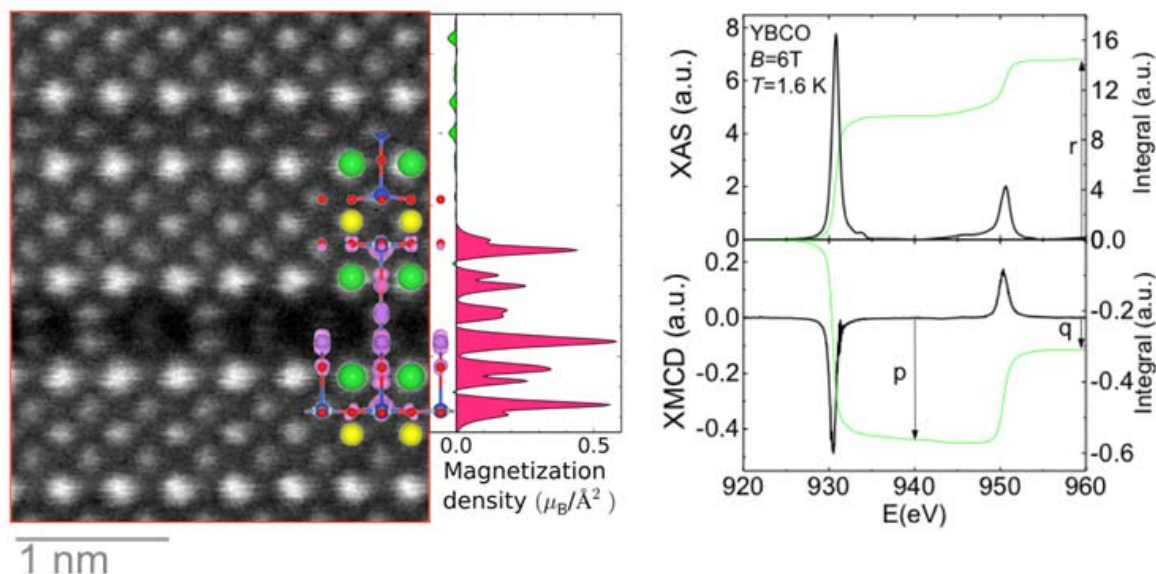 1 nm
0.0
0.5
Magnetization
density (μB/Å²)
YBCO
B=6T
T=1.6 K
XAS (a.u.)
8
6
4
2
0
16
12
8
4
0.0
Integral (a.u.)
r
XMCD (a.u.)
0.2
0.0
-0.2
-0.4
-0.2
-0.4
-0.6
Integral (a.u.)
p
q
920
930
940
950
960
E(eV)